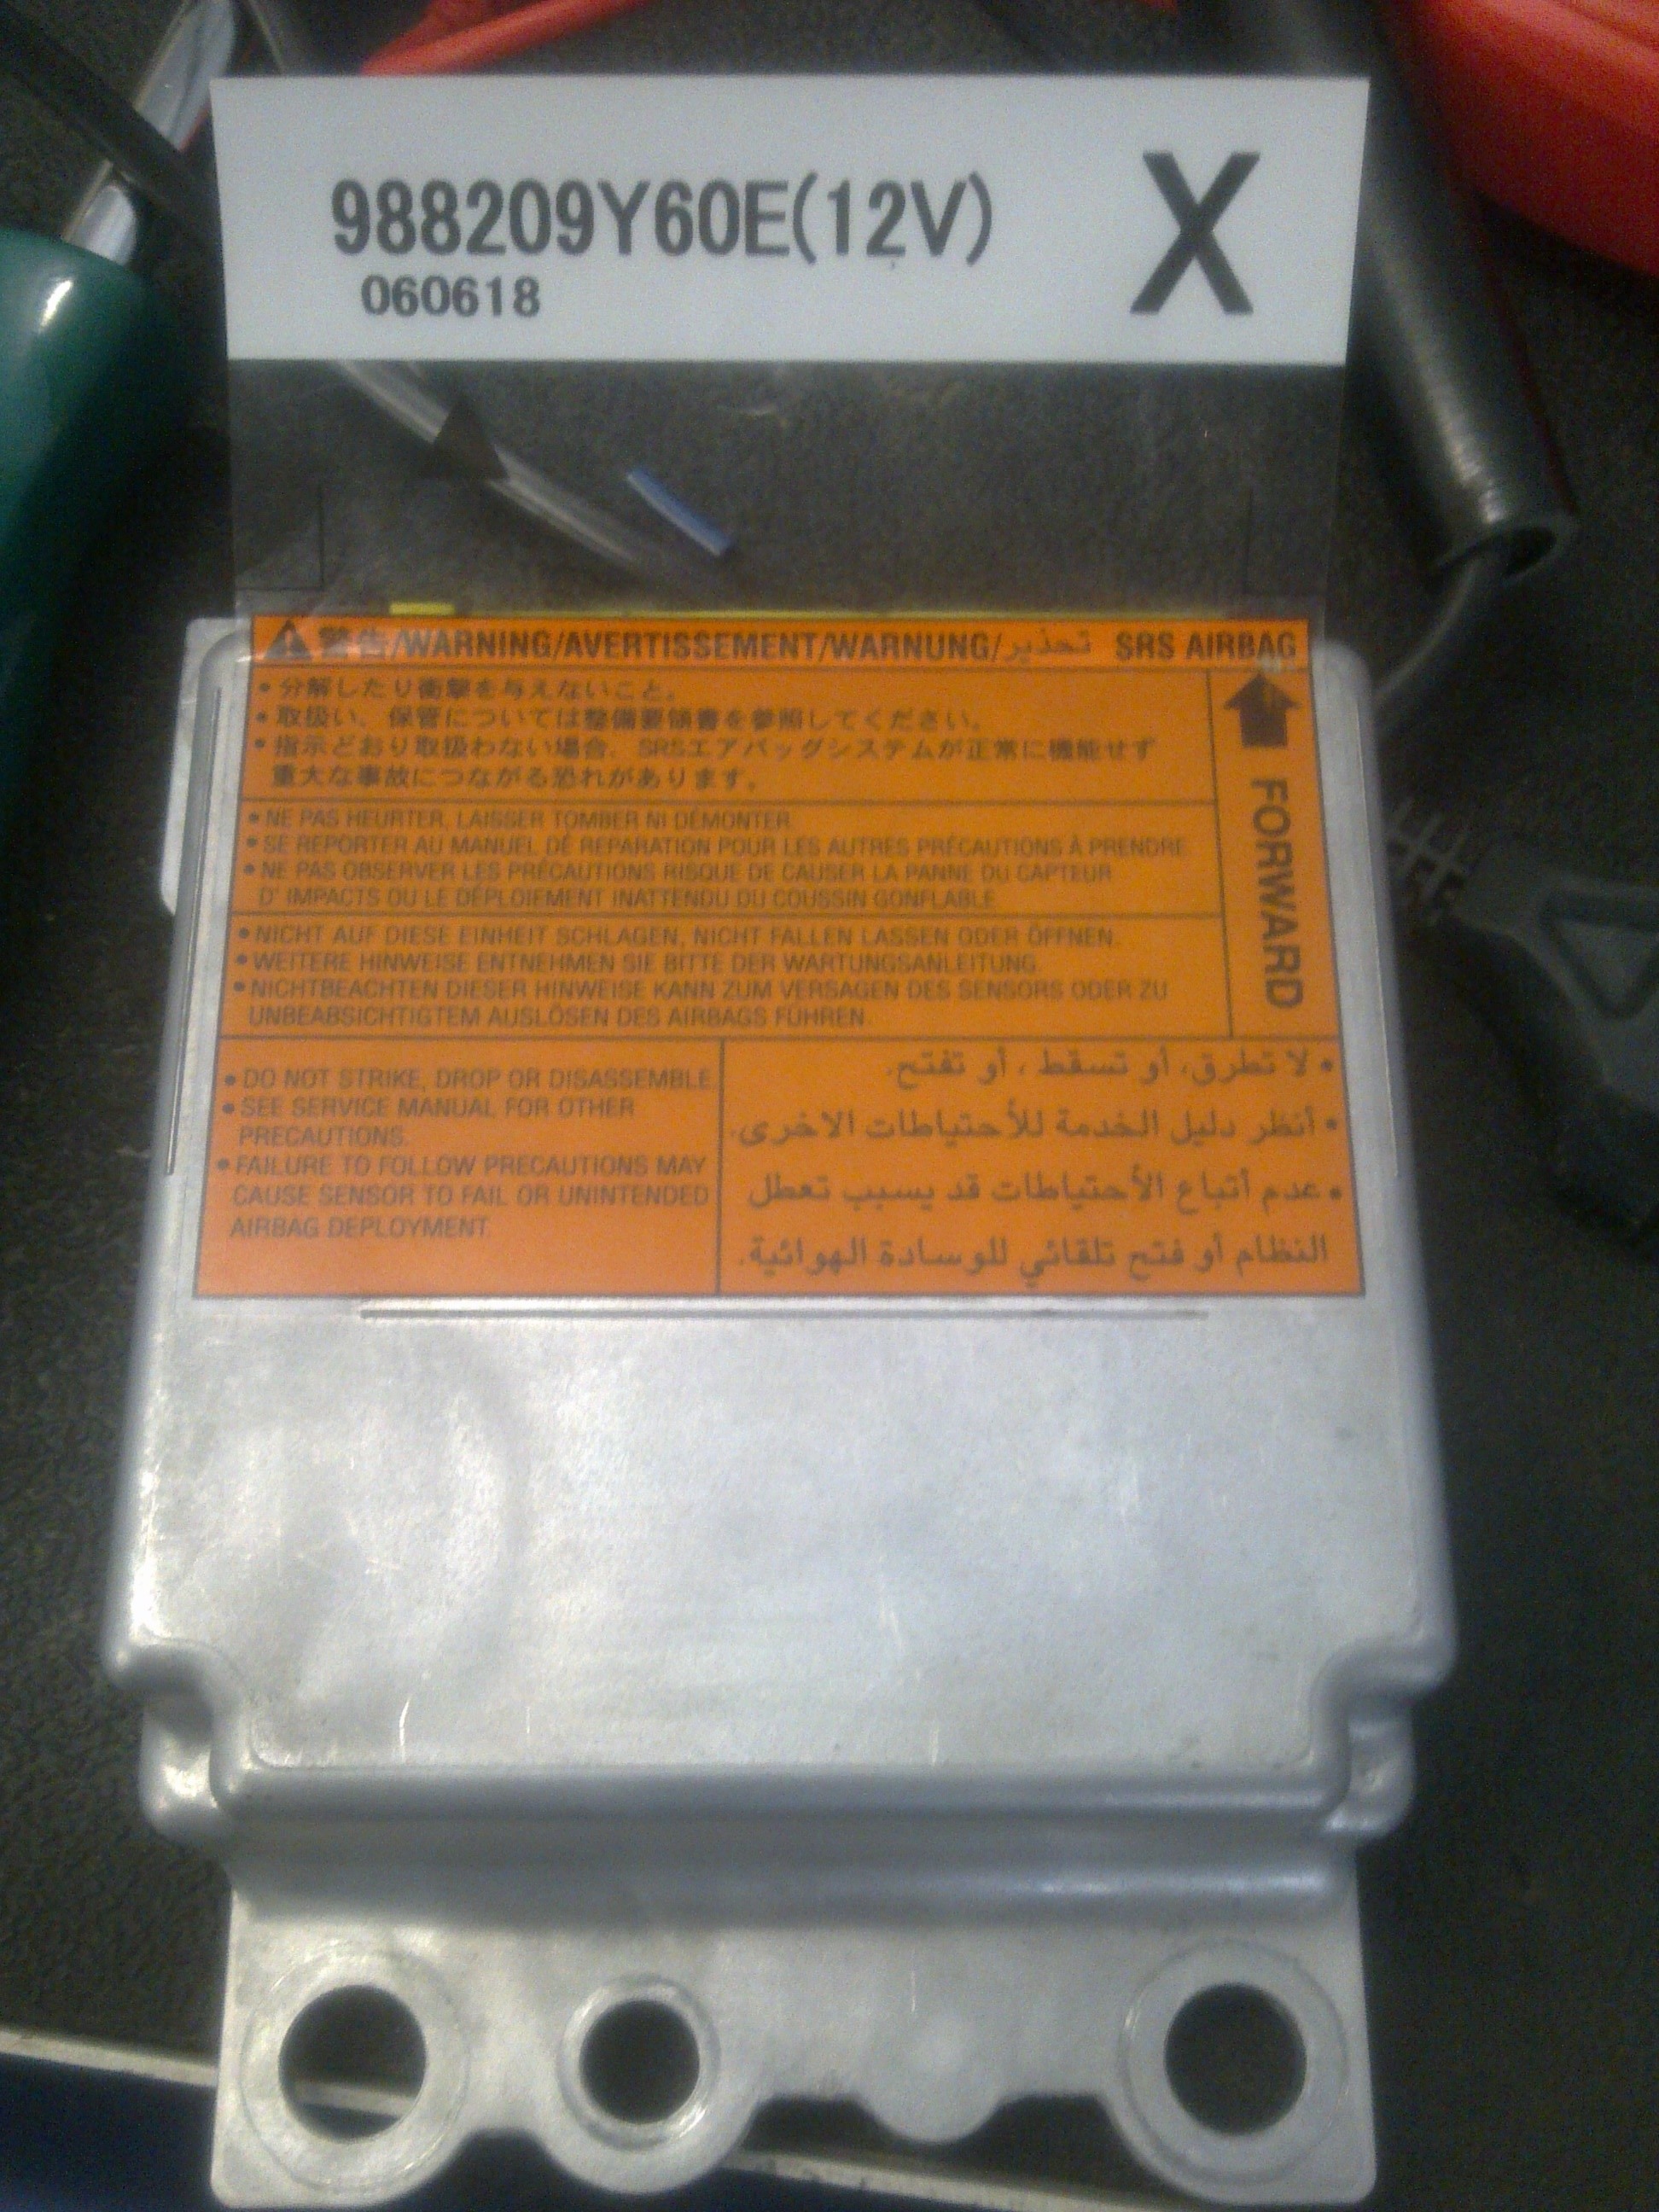 988209Y60E(12V)
X
060618
警告/WARNING/AVERTISSEMENT/WARNUNG/تحذير SRS AIRBAG
• 分解したり衝撃を与えないこと。
• 取扱い、保管については整備要領書を参照してください。
• 指示どおり取扱わない場合、SRSエアバッグシステムが正常に機能せず
重大な事故につながる恐れがあります。
FORWARD
• NE PAS HEURTER, LAISSER TOMBER NI DÉMONTER.
• SE REPORTER AU MANUEL DE REPARATION POUR LES AUTRES PRÉCAUTIONS À PRENDRE.
• NE PAS OBSERVER LES PRÉCAUTIONS RISQUE DE CAUSER LA PANNE DU CAPTEUR
D' IMPACTS OU LE DÉPLOIEMENT INATTENDU DU COUSSIN GONFLABLE.
• NICHT AUF DIESE EINHEIT SCHLAGEN, NICHT FALLEN LASSEN ODER ÖFFNEN.
• WEITERE HINWEISE ENTNEHMEN SIE BITTE DER WARTUNGSANLEITUNG.
• NICHTBEACHTEN DIESER HINWEISE KANN ZUM VERSAGEN DES SENSORS ODER ZU
UNBEABSICHTIGTEM AUSLÖSEN DES AIRBAGS FÜHREN.
• DO NOT STRIKE, DROP OR DISASSEMBLE.
• SEE SERVICE MANUAL FOR OTHER
PRECAUTIONS.
• FAILURE TO FOLLOW PRECAUTIONS MAY
CAUSE SENSOR TO FAIL OR UNINTENDED
AIRBAG DEPLOYMENT.
• لا تطرق، أو تسقط ، أو تفتح.
• أنظر دليل الخدمة للأحتياطات الاخرى.
• عدم أتباع الأحتياطات قد يسبب تعطل
النظام أو فتح تلقائي للوسادة الهوائية.